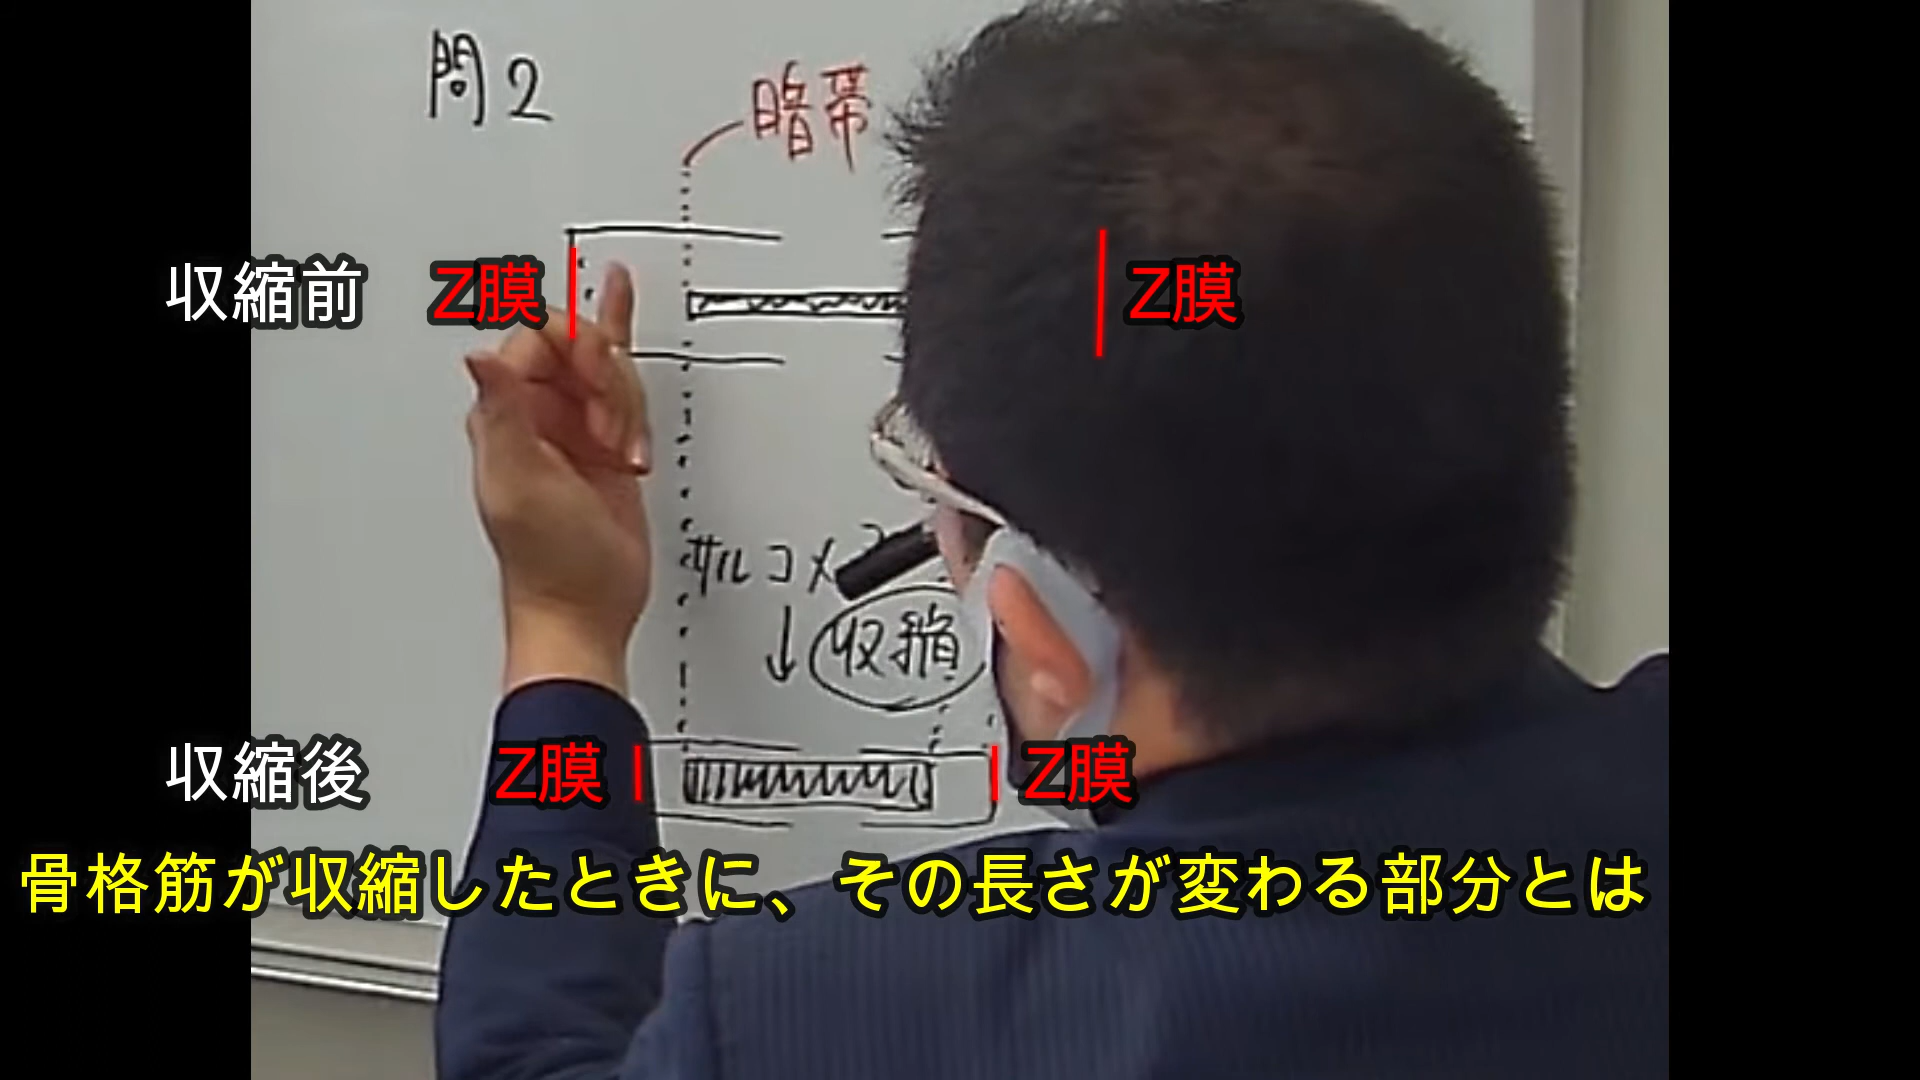 問2
暗帯
収縮前 Z膜 Z膜
サルコメ
↓ 収縮
収縮後 Z膜 Z膜
骨格筋が収縮したときに、その長さが変わる部分とは